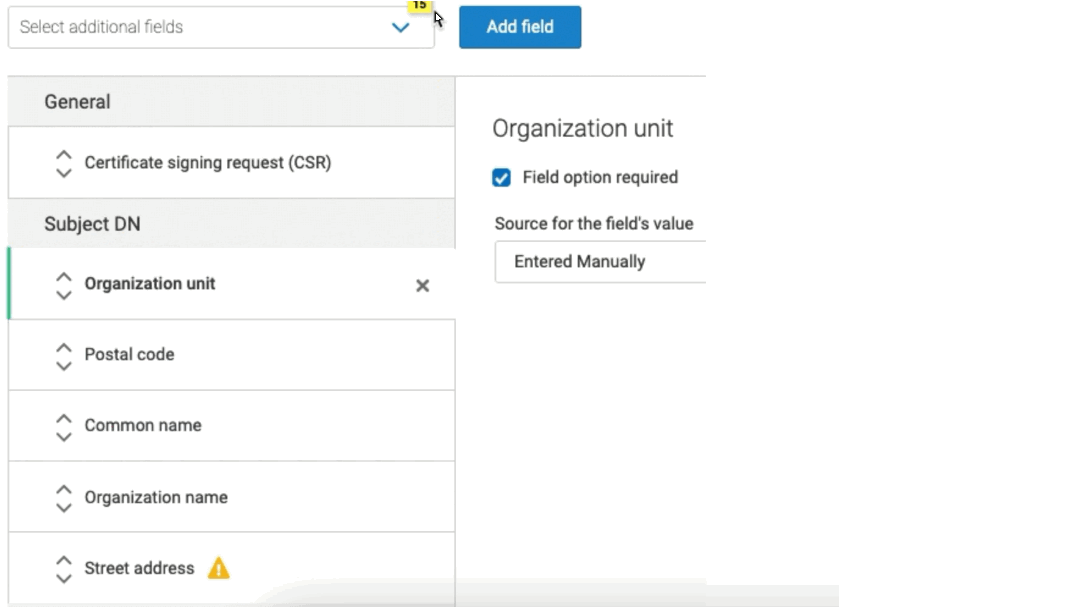 15
Select additional fields
Add field
General
Certificate signing request (CSR)
Subject DN
Organization unit
Postal code
Common name
Organization name
Street address
Organization unit
Field option required
Source for the field's value
Entered Manually